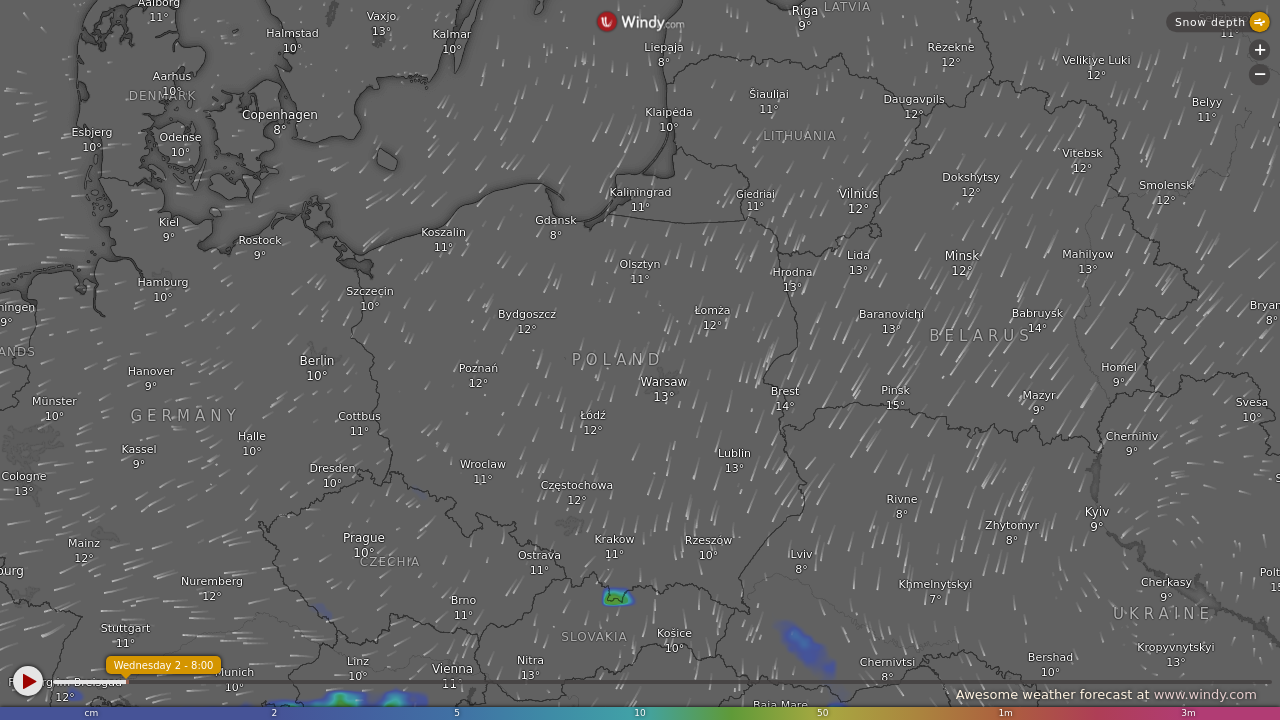 Aalborg
11°
Vaxjo
13°
Halmstad
10°
Kalmar
10°
Windy.com
Riga
9°
LATVIA
Snow depth
11°
Liepaja
8°
Rēzekne
12°
Velikiye Luki
12°
Aarhus
10°
DENMARK
Šiauliai
11°
Daugavpils
12°
Belyy
11°
Copenhagen
8°
Klaipėda
10°
LITHUANIA
Esbjerg
10°
Odense
10°
Vitebsk
12°
Dokshytsy
12°
Smolensk
12°
Kaliningrad
11°
Giedriai
11°
Vilnius
12°
Kiel
9°
Gdansk
8°
Koszalin
11°
Rostock
9°
Lida
13°
Minsk
12°
Mahilyow
13°
Olsztyn
11°
Hrodna
13°
Hamburg
10°
Szczecin
10°
ningen
9°
Bydgoszcz
12°
Łomża
12°
Baranovichi
13°
Babruysk
14°
Bryan
8°
BELARUS
ANDS
POLAND
Berlin
10°
Hanover
9°
Poznań
12°
Warsaw
13°
Homel
9°
Brest
14°
Pinsk
15°
Mazyr
9°
Münster
10°
GERMANY
Cottbus
11°
Łódź
12°
Svesa
10°
Halle
10°
Chernihiv
9°
Kassel
9°
Lublin
13°
Wroclaw
11°
Dresden
10°
Cologne
13°
Częstochowa
12°
S
Rivne
8°
Kyiv
9°
Zhytomyr
8°
Mainz
12°
Prague
10°
Krakow
11°
Rzeszów
10°
Ostrava
11°
Lviv
8°
CZECHIA
burg
Nuremberg
12°
Khmelnytskyi
7°
Cherkasy
9°
Polt
15
Brno
11°
UKRAINE
Stuttgart
11°
SLOVAKIA
Košice
10°
Kropyvnytskyi
13°
Wednesday 2 - 8:00
Linz
10°
Vienna
11
Nitra
13°
Chernivtsi
8°
Bershad
10°
Munich
10°
12°
Awesome weather forecast at www.windy.com
Baia Mare
cm
2
5
10
50
1m
3m